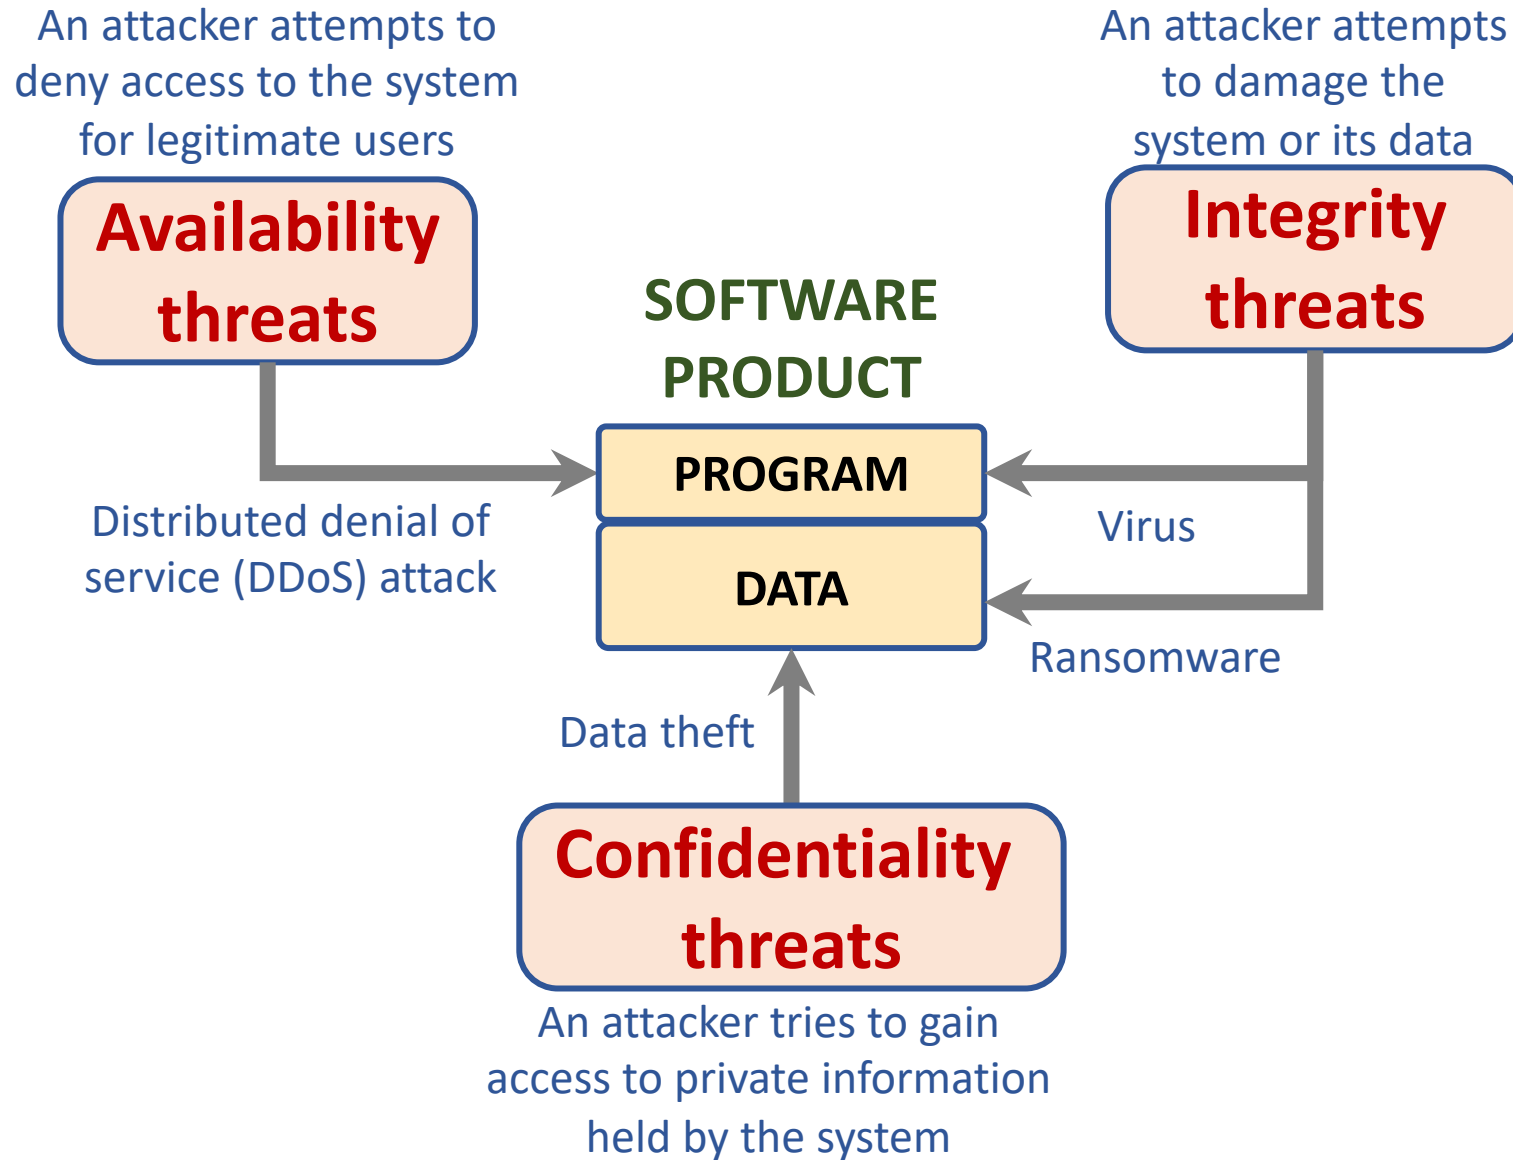 An attacker attempts to
deny access to the system
for legitimate users
Availability
threats
An attacker attempts
to damage the
system or its data
Integrity
threats
SOFTWARE
PRODUCT
PROGRAM
DATA
Distributed denial of
service (DDoS) attack
Virus
Ransomware
Data theft
Confidentiality
threats
An attacker tries to gain
access to private information
held by the system